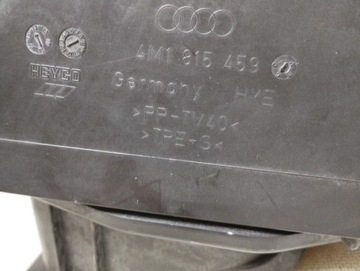 4M1 815 459
HEYCO
Germany HVE
>PP-TV40<
>TPE-S<